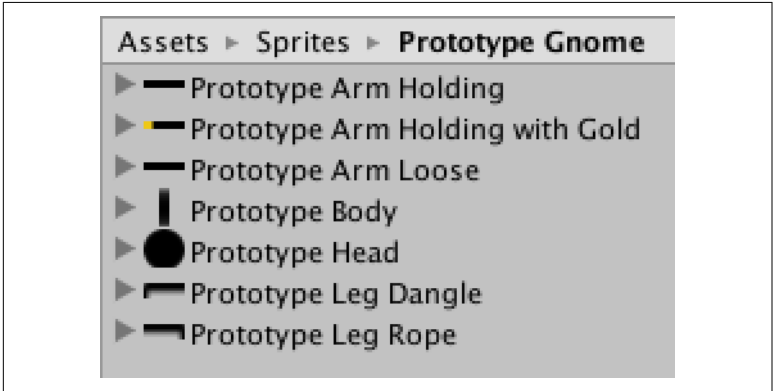 Assets ▸ Sprites ▸ Prototype Gnome
Prototype Arm Holding
Prototype Arm Holding with Gold
Prototype Arm Loose
Prototype Body
Prototype Head
Prototype Leg Dangle
Prototype Leg Rope